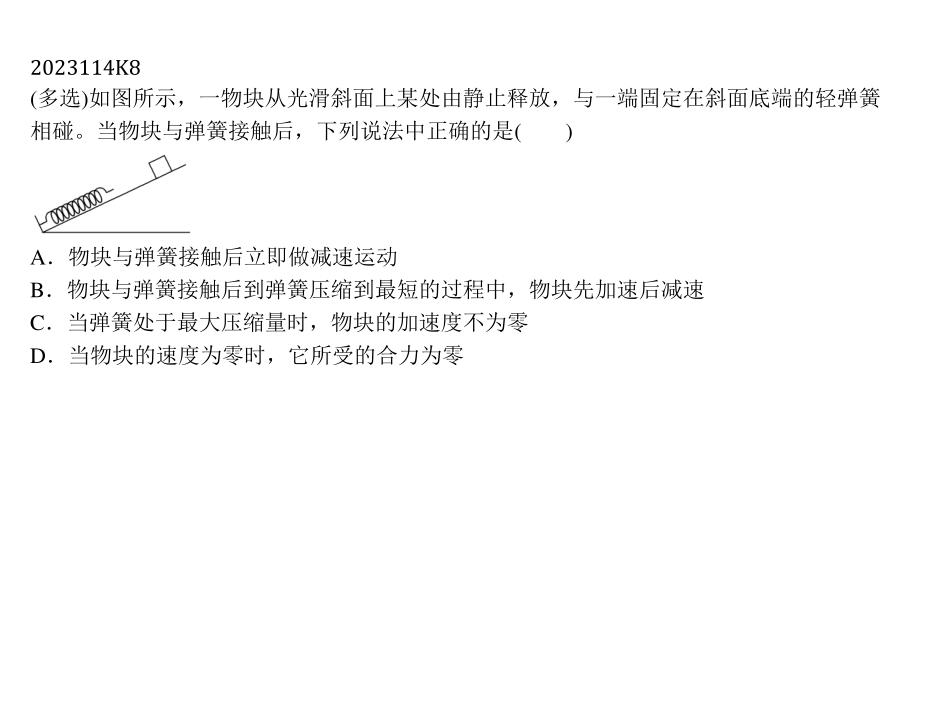 2023114K8
(多选)如图所示，一物块从光滑斜面上某处由静止释放，与一端固定在斜面底端的轻弹簧
相碰。当物块与弹簧接触后，下列说法中正确的是(　　)
A．物块与弹簧接触后立即做减速运动
B．物块与弹簧接触后到弹簧压缩到最短的过程中，物块先加速后减速
C．当弹簧处于最大压缩量时，物块的加速度不为零
D．当物块的速度为零时，它所受的合力为零